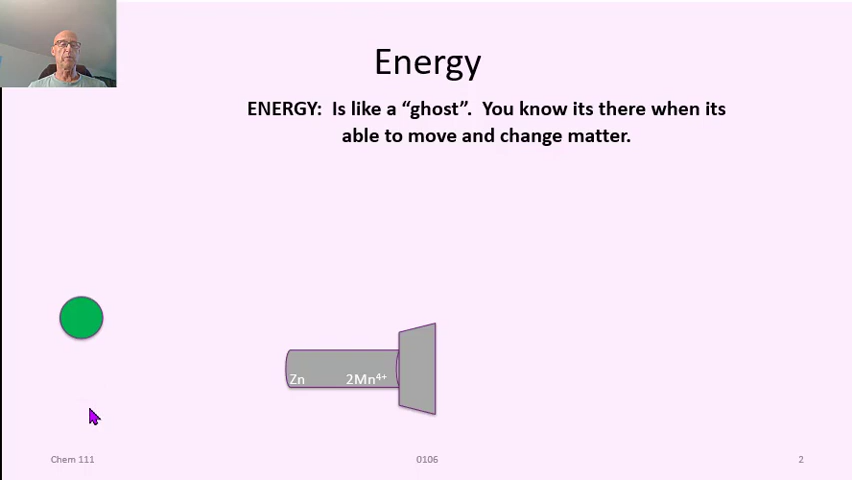 Energy
ENERGY:  Is like a “ghost”.  You know its there when its
able to move and change matter.
Zn 2Mn⁴⁺
Chem 111 0106 2